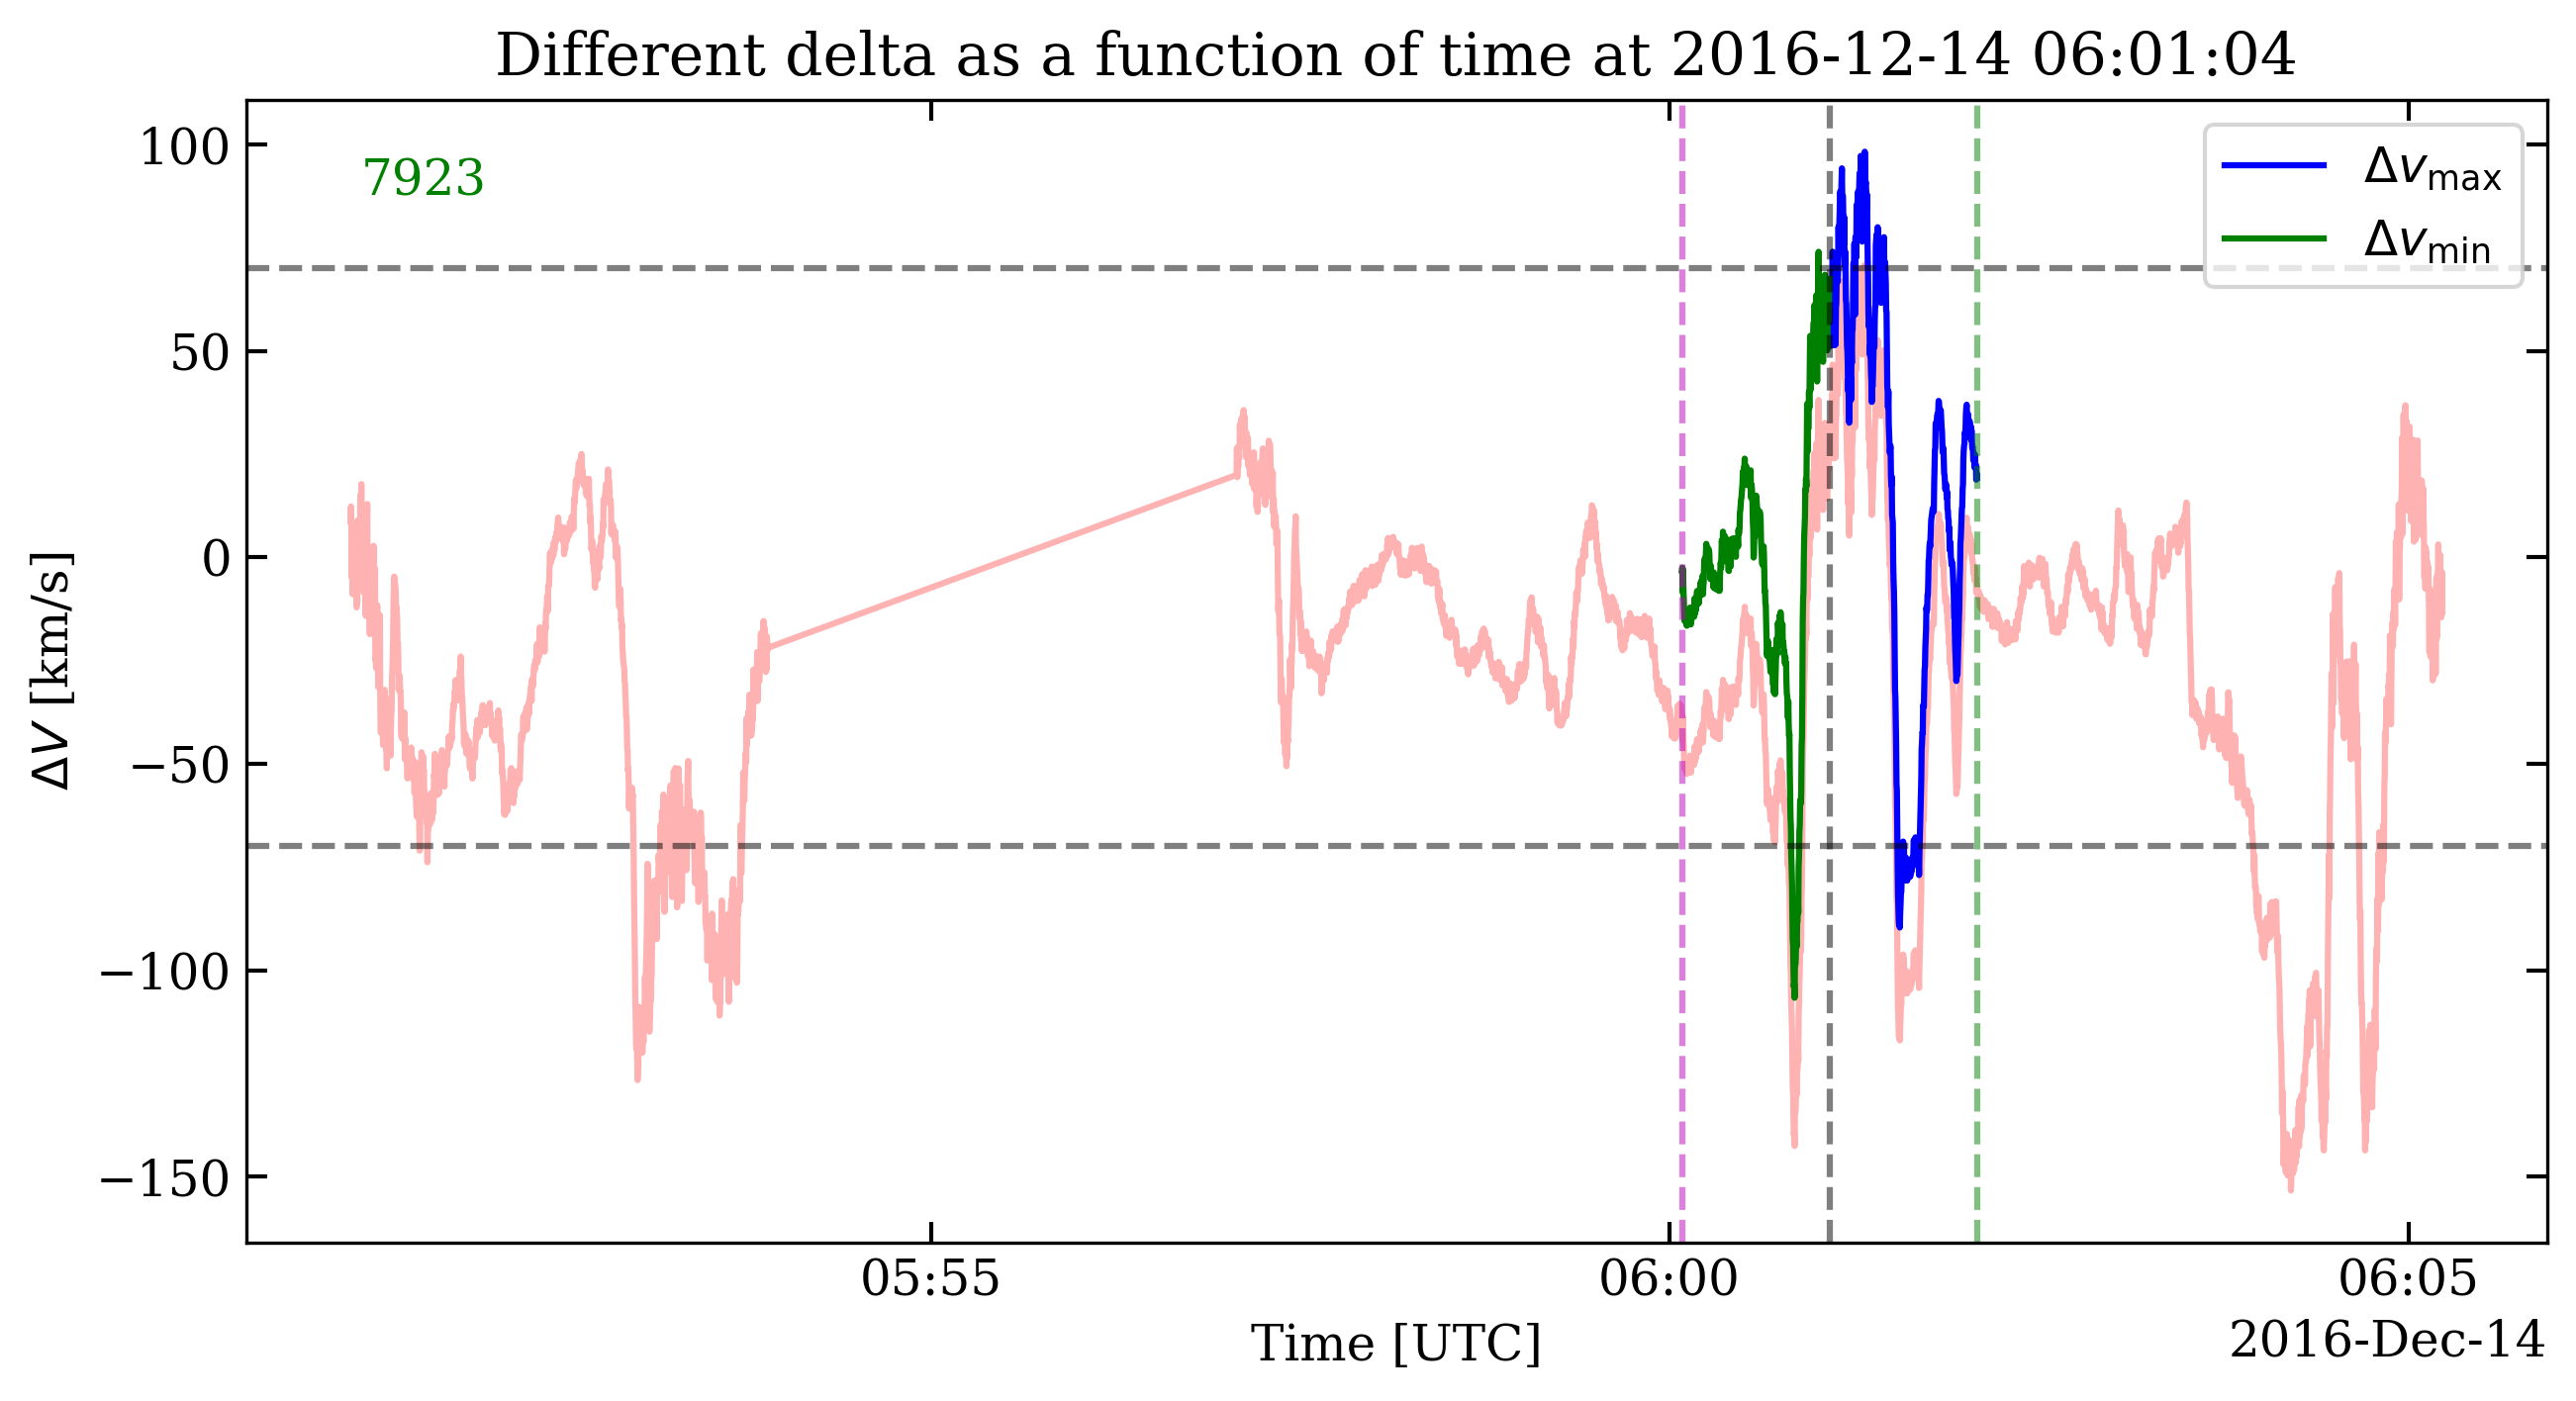 Different delta as a function of time at 2016-12-14 06:01:04
7923
Δv_max
Δv_min
100
50
0
−50
−100
−150
ΔV [km/s]
05:55 06:00 06:05
Time [UTC]
2016-Dec-14